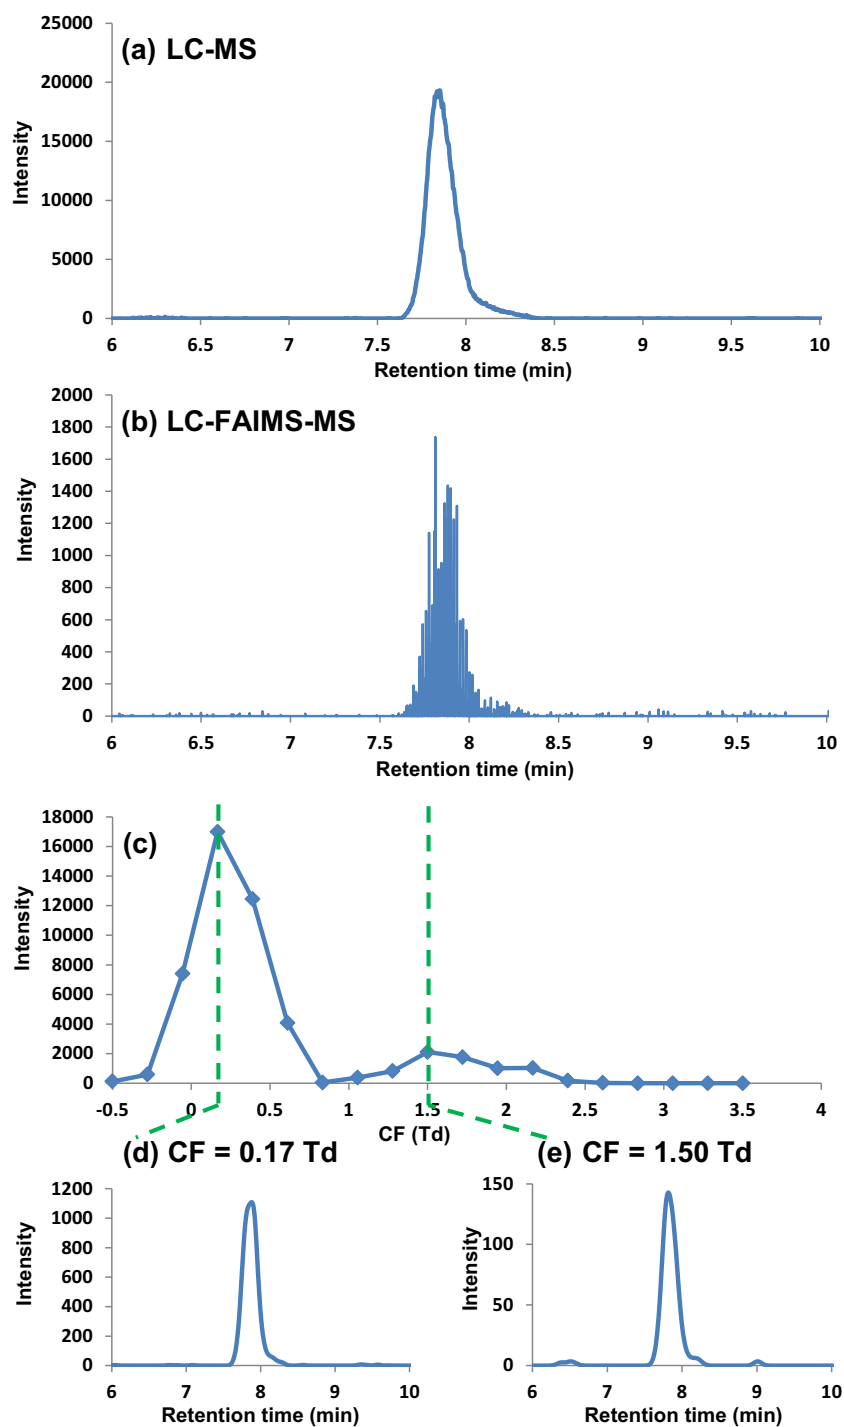 (a) LC-MS
Intensity
25000
20000
15000
10000
5000
0
6 6.5 7 7.5 8 8.5 9 9.5 10
Retention time (min)
(b) LC-FAIMS-MS
Intensity
2000
1800
1600
1400
1200
1000
800
600
400
200
0
6 6.5 7 7.5 8 8.5 9 9.5 10
Retention time (min)
(c)
Intensity
18000
16000
14000
12000
10000
8000
6000
4000
2000
0
-0.5 0 0.5 1 1.5 2 2.5 3 3.5 4
CF (Td)
(d) CF = 0.17 Td
Intensity
1200
1000
800
600
400
200
0
6 7 8 9 10
Retention time (min)
(e) CF = 1.50 Td
Intensity
150
100
50
0
6 7 8 9 10
Retention time (min)